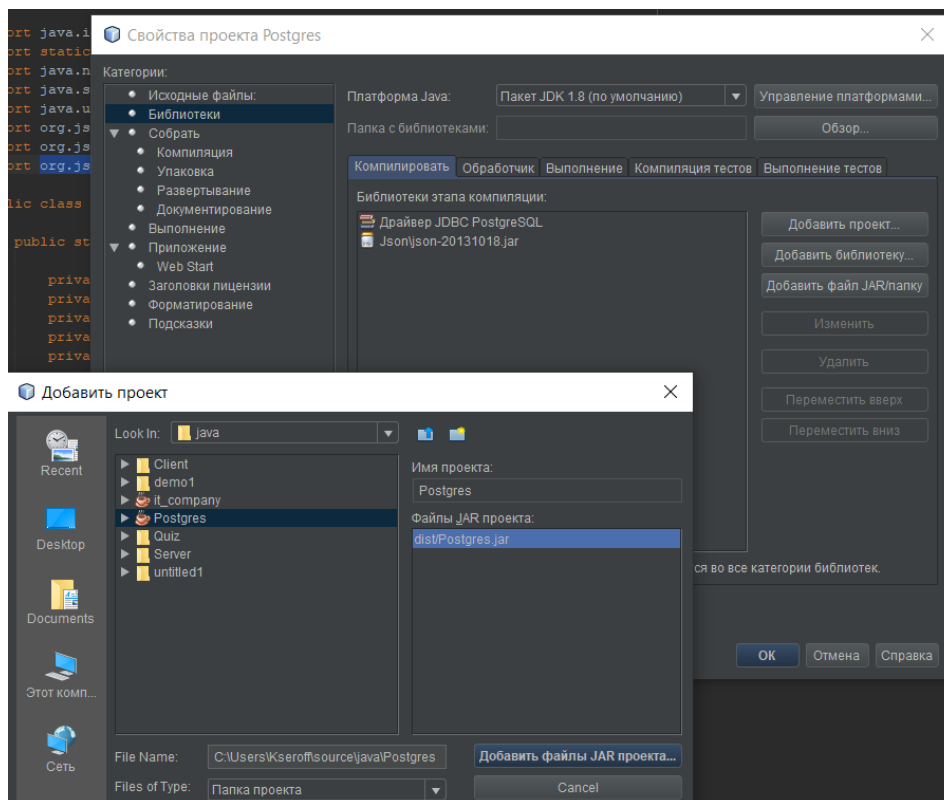 ort java.i
ort static
ort java.n
ort java.s
ort java.u
ort org.js
ort org.js
ort org.js
lic class
public st
priva
priva
priva
priva
priva
Свойства проекта Postgres
Категории:
Исходные файлы:
Библиотеки
Собрать
Компиляция
Упаковка
Развертывание
Документирование
Выполнение
Приложение
Web Start
Заголовки лицензии
Форматирование
Подсказки
Платформа Java:
Пакет JDK 1.8 (по умолчанию)
Управление платформами...
Папка с библиотеками:
Обзор...
Компилировать Обработчик Выполнение Компиляция тестов Выполнение тестов
Библиотеки этапа компиляции:
Драйвер JDBC PostgreSQL
Json\json-20131018.jar
Добавить проект...
Добавить библиотеку...
Добавить файл JAR/папку
Изменить
Удалить
Переместить вверх
Переместить вниз
ся во все категории библиотек.
ОК
Отмена
Справка
Добавить проект
Look In:
java
Recent
Desktop
Documents
Этот комп...
Сеть
Client
demo1
it_company
Postgres
Quiz
Server
untitled1
Имя проекта:
Postgres
Файлы JAR проекта:
dist/Postgres.jar
File Name:
C:\Users\Kseroff\source\java\Postgres
Добавить файлы JAR проекта...
Files of Type:
Папка проекта
Cancel